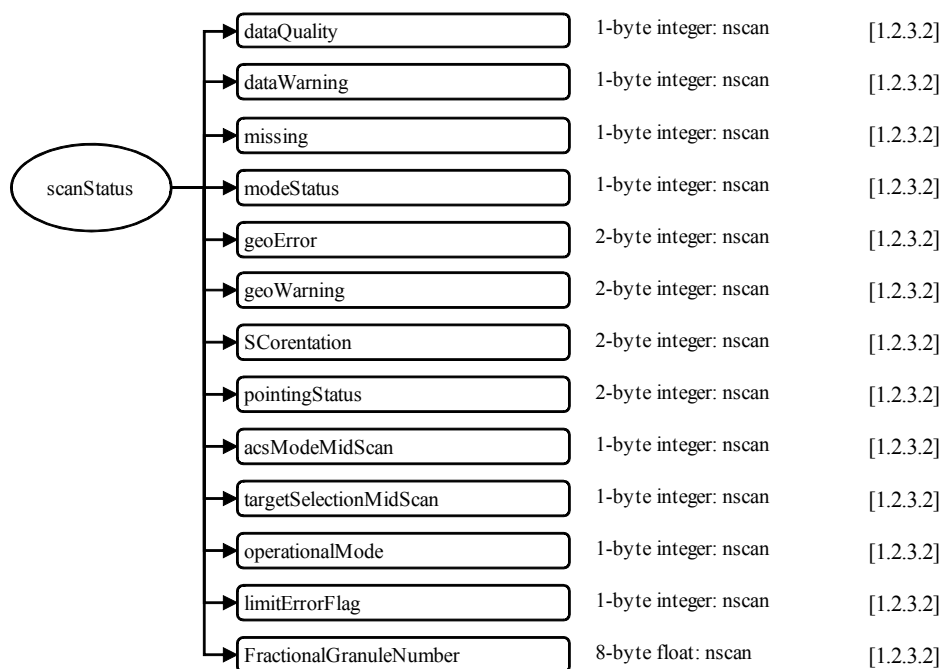 dataQuality 1-byte integer: nscan [1.2.3.2]
dataWarning 1-byte integer: nscan [1.2.3.2]
missing 1-byte integer: nscan [1.2.3.2]
scanStatus
modeStatus 1-byte integer: nscan [1.2.3.2]
geoError 2-byte integer: nscan [1.2.3.2]
geoWarning 2-byte integer: nscan [1.2.3.2]
SCorentation 2-byte integer: nscan [1.2.3.2]
pointingStatus 2-byte integer: nscan [1.2.3.2]
acsModeMidScan 1-byte integer: nscan [1.2.3.2]
targetSelectionMidScan 1-byte integer: nscan [1.2.3.2]
operationalMode 1-byte integer: nscan [1.2.3.2]
limitErrorFlag 1-byte integer: nscan [1.2.3.2]
FractionalGranuleNumber 8-byte float: nscan [1.2.3.2]